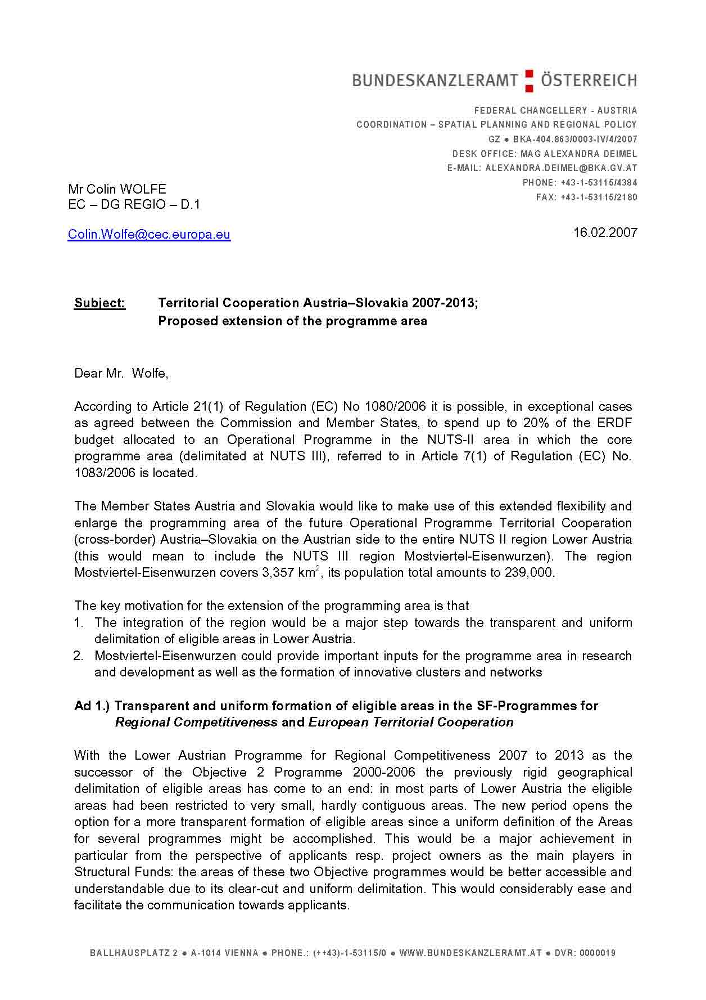 BUNDESKANZLERAMT ÖSTERREICH
FEDERAL CHANCELLERY - AUSTRIA
COORDINATION – SPATIAL PLANNING AND REGIONAL POLICY
GZ ● BKA-404.863/0003-IV/4/2007
DESK OFFICE: MAG ALEXANDRA DEIMEL
E-MAIL: ALEXANDRA.DEIMEL@BKA.GV.AT
PHONE: +43-1-53115/4384
FAX: +43-1-53115/2180
Mr Colin WOLFE
EC – DG REGIO – D.1
Colin.Wolfe@cec.europa.eu
16.02.2007
Subject: Territorial Cooperation Austria–Slovakia 2007-2013;
Proposed extension of the programme area
Dear Mr.  Wolfe,
According to Article 21(1) of Regulation (EC) No 1080/2006 it is possible, in exceptional cases
as agreed between the Commission and Member States, to spend up to 20% of the ERDF
budget allocated to an Operational Programme in the NUTS-II area in which the core
programme area (delimitated at NUTS III), referred to in Article 7(1) of Regulation (EC) No.
1083/2006 is located.
The Member States Austria and Slovakia would like to make use of this extended flexibility and
enlarge the programming area of the future Operational Programme Territorial Cooperation
(cross-border) Austria–Slovakia on the Austrian side to the entire NUTS II region Lower Austria
(this would mean to include the NUTS III region Mostviertel-Eisenwurzen). The region
Mostviertel-Eisenwurzen covers 3,357 km², its population total amounts to 239,000.
The key motivation for the extension of the programming area is that
1. The integration of the region would be a major step towards the transparent and uniform
delimitation of eligible areas in Lower Austria.
2. Mostviertel-Eisenwurzen could provide important inputs for the programme area in research
and development as well as the formation of innovative clusters and networks
Ad 1.) Transparent and uniform formation of eligible areas in the SF-Programmes for
Regional Competitiveness and European Territorial Cooperation
With the Lower Austrian Programme for Regional Competitiveness 2007 to 2013 as the
successor of the Objective 2 Programme 2000-2006 the previously rigid geographical
delimitation of eligible areas has come to an end: in most parts of Lower Austria the eligible
areas had been restricted to very small, hardly contiguous areas. The new period opens the
option for a more transparent formation of eligible areas since a uniform definition of the Areas
for several programmes might be accomplished. This would be a major achievement in
particular from the perspective of applicants resp. project owners as the main players in
Structural Funds: the areas of these two Objective programmes would be better accessible and
understandable due to its clear-cut and uniform delimitation. This would considerably ease and
facilitate the communication towards applicants.
BALLHAUSPLATZ 2 ● A-1014 VIENNA ● PHONE.: (++43)-1-53115/0 ● WWW.BUNDESKANZLERAMT.AT ● DVR: 0000019